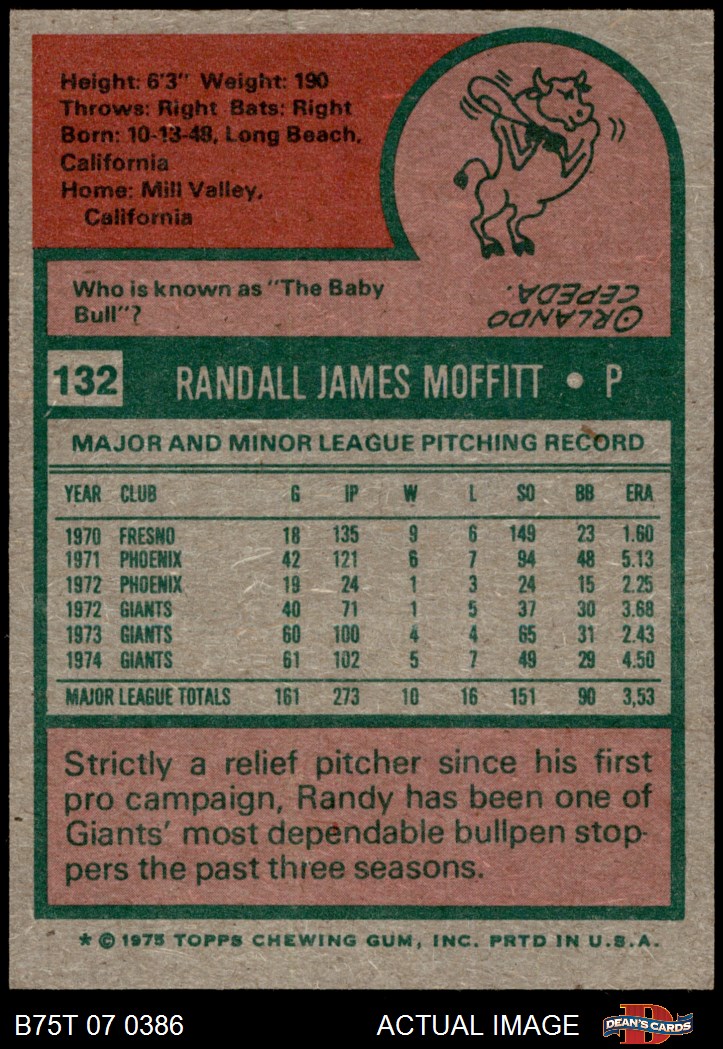 Height: 6'3" Weight: 190
Throws: Right Bats: Right
Born: 10-13-48, Long Beach,
California
Home: Mill Valley,
California
Who is known as "The Baby
Bull"?
ORLANDO
CEPEDA.
132 RANDALL JAMES MOFFITT • P
MAJOR AND MINOR LEAGUE PITCHING RECORD
YEAR CLUB G IP W L SO BB ERA
1970 FRESNO 18 135 9 6 149 23 1.60
1971 PHOENIX 42 121 6 7 94 48 5.13
1972 PHOENIX 19 24 1 3 24 15 2.25
1972 GIANTS 40 71 1 5 37 30 3.68
1973 GIANTS 60 100 4 4 65 31 2.43
1974 GIANTS 61 102 5 7 49 29 4.50
MAJOR LEAGUE TOTALS 161 273 10 16 151 90 3,53
Strictly a relief pitcher since his first
pro campaign, Randy has been one of
Giants' most dependable bullpen stop-
pers the past three seasons.
* © 1975 TOPPS CHEWING GUM, INC. PRTD IN U.S.A.
B75T 07 0386 ACTUAL IMAGE D DEAN'S CARDS